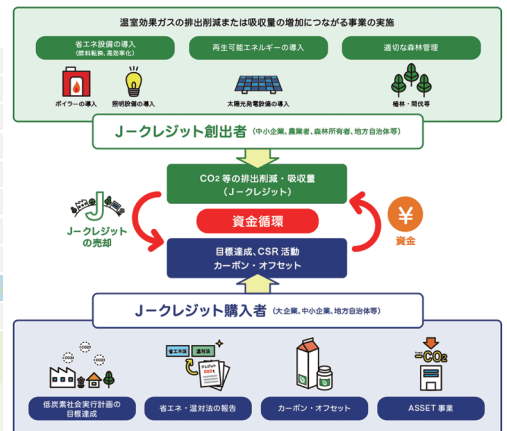 温室効果ガスの排出削減または吸収量の増加につながる事業の実施
省エネ設備の導入
(燃料転換、高効率化)
再生可能エネルギーの導入
適切な森林管理
ボイラーの導入
照明設備の導入
太陽光発電設備の導入
植林・間伐等
J-クレジット創出者(中小企業、農業者、森林所有者、地方自治体等)
CO2 等の排出削減・吸収量
(J-クレジット)
J
J-クレジット
の売却
資金循環
¥
資金
目標達成、CSR 活動
カーボン・オフセット
J-クレジット購入者(大企業、中小企業、地方自治体等)
CO2
CO2
CO2
省エネ法
温対法
-CO2
低炭素社会実行計画の
目標達成
省エネ・温対法の報告
カーボン・オフセット
ASSET 事業